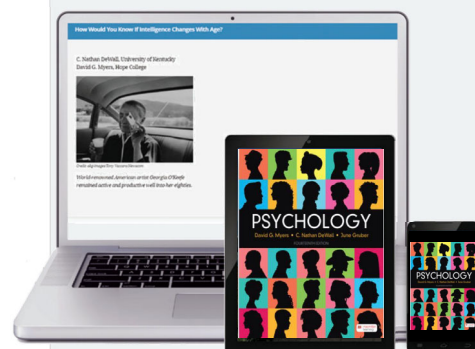 How Would You Know If Intelligence Changes With Age?
C. Nathan DeWall, University of Kentucky
David G. Myers, Hope College
World-renowned American artist Georgia O'Keefe
remained active and productive well into her eighties.
PSYCHOLOGY
David G. Myers • C. Nathan DeWall • June Gruber
PSYCHOLOGY